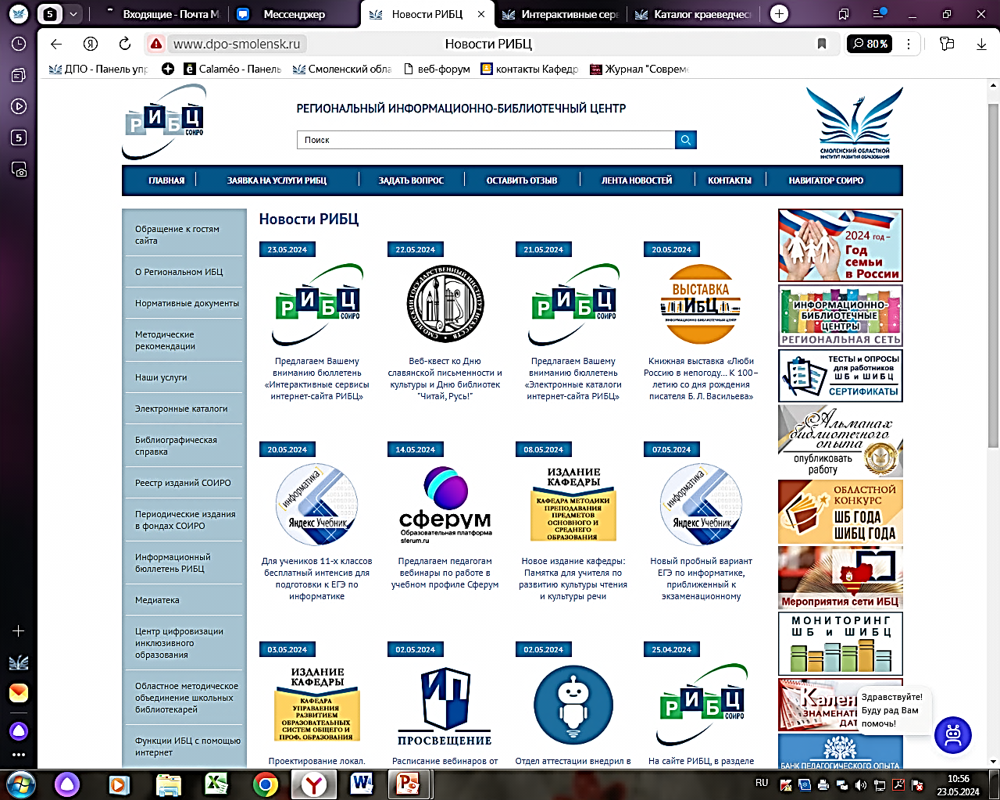 5
Входящие - Почта M
Мессенджер
Новости РИБЦ
Интерактивные сер
Каталог краеведчес
www.dpo-smolensk.ru
Новости РИБЦ
80%
ДПО - Панель упр
Calaméo - Панель
Смоленский обла
веб-форум
контакты Кафедр
Журнал "Совреме
5
РИБЦ
СОИРО
РЕГИОНАЛЬНЫЙ ИНФОРМАЦИОННО-БИБЛИОТЕЧНЫЙ ЦЕНТР
Поиск
СМОЛЕНСКИЙ ОБЛАСТНОЙ
ИНСТИТУТ РАЗВИТИЯ ОБРАЗОВАНИЯ
ГЛАВНАЯ
ЗАЯВКА НА УСЛУГИ РИБЦ
ЗАДАТЬ ВОПРОС
ОСТАВИТЬ ОТЗЫВ
ЛЕНТА НОВОСТЕЙ
КОНТАКТЫ
НАВИГАТОР СОИРО
Обращение к гостям
сайта
О Региональном ИБЦ
Нормативные документы
Методические
рекомендации
Наши услуги
Электронные каталоги
Библиографическая
справка
Реестр изданий СОИРО
Периодические издания
в фондах СОИРО
Информационный
бюллетень РИБЦ
Медиатека
Центр цифровизации
инклюзивного
образования
Областное методическое
объединение школьных
библиотекарей
Функции ИБЦ с помощью
интернет
Новости РИБЦ
23.05.2024
РИБЦ
СОИРО
Предлагаем Вашему
вниманию бюллетень
«Интерактивные сервисы
интернет-сайта РИБЦ»
22.05.2024
СМОЛЕНСКИЙ ГОСУДАРСТВЕННЫЙ ИНСТИТУТ ИСКУССТВ
Веб-квест ко Дню
славянской письменности и
культуры и Дню библиотек
"Читай, Русь!"
21.05.2024
РИБЦ
СОИРО
Предлагаем Вашему
вниманию бюллетень
«Электронные каталоги
интернет-сайта РИБЦ»
20.05.2024
ВЫСТАВКА
ИБЦ
ИНФОРМАЦИОННО-БИБЛИОТЕЧНЫЙ ЦЕНТР
Книжная выставка «Люби
Россию в непогоду... К 100–
летию со дня рождения
писателя Б. Л. Васильева»
20.05.2024
[информатика]
Яндекс Учебник
Для учеников 11-х классов
бесплатный интенсив для
подготовки к ЕГЭ по
информатике
14.05.2024
сферум
Образовательная платформа
sferum.ru
Предлагаем педагогам
вебинары по работе в
учебном профиле Сферум
08.05.2024
ИЗДАНИЕ
КАФЕДРЫ
КАФЕДРА МЕТОДИКИ
ПРЕПОДАВАНИЯ
ПРЕДМЕТОВ
ОСНОВНОГО И
СРЕДНЕГО
ОБРАЗОВАНИЯ
Новое издание кафедры:
Памятка для учителя по
развитию культуры чтения
и культуры речи
07.05.2024
[информатика]
Яндекс Учебник
Новый пробный вариант
ЕГЭ по информатике,
приближенный к
экзаменационному
03.05.2024
ИЗДАНИЕ
КАФЕДРЫ
КАФЕДРА
УПРАВЛЕНИЯ
РАЗВИТИЕМ
ОБРАЗОВАТЕЛЬНЫХ
СИСТЕМ ОБЩЕГО И
ПРОФ. ОБРАЗОВАНИЯ
Проектирование локал.
02.05.2024
ПРОСВЕЩЕНИЕ
Расписание вебинаров от
02.05.2024
Отдел аттестации внедрил в
25.04.2024
РИБЦ
СОИРО
На сайте РИБЦ, в разделе
2024 год –
Год
семьи
в России
ИНФОРМАЦИОННО-
БИБЛИОТЕЧНЫЕ
ЦЕНТРЫ
РЕГИОНАЛЬНАЯ СЕТЬ
ТЕСТЫ и ОПРОСЫ
для работников
ШБ и ШИБЦ
СЕРТИФИКАТЫ
Альманах
библиотечного
опыта
опубликовать
работу
ОБЛАСТНОЙ
КОНКУРС
ШБ ГОДА
ШИБЦ ГОДА
Мероприятия сети ИБЦ
МОНИТОРИНГ
ШБ и ШИБЦ
Кален
ЗНАМЕНАТ
ДАТ
БАНК ПЕДАГОГИЧЕСКОГО ОПЫТА
Здравствуйте!
Буду рад Вам
помочь!
RU
10:56
23.05.2024